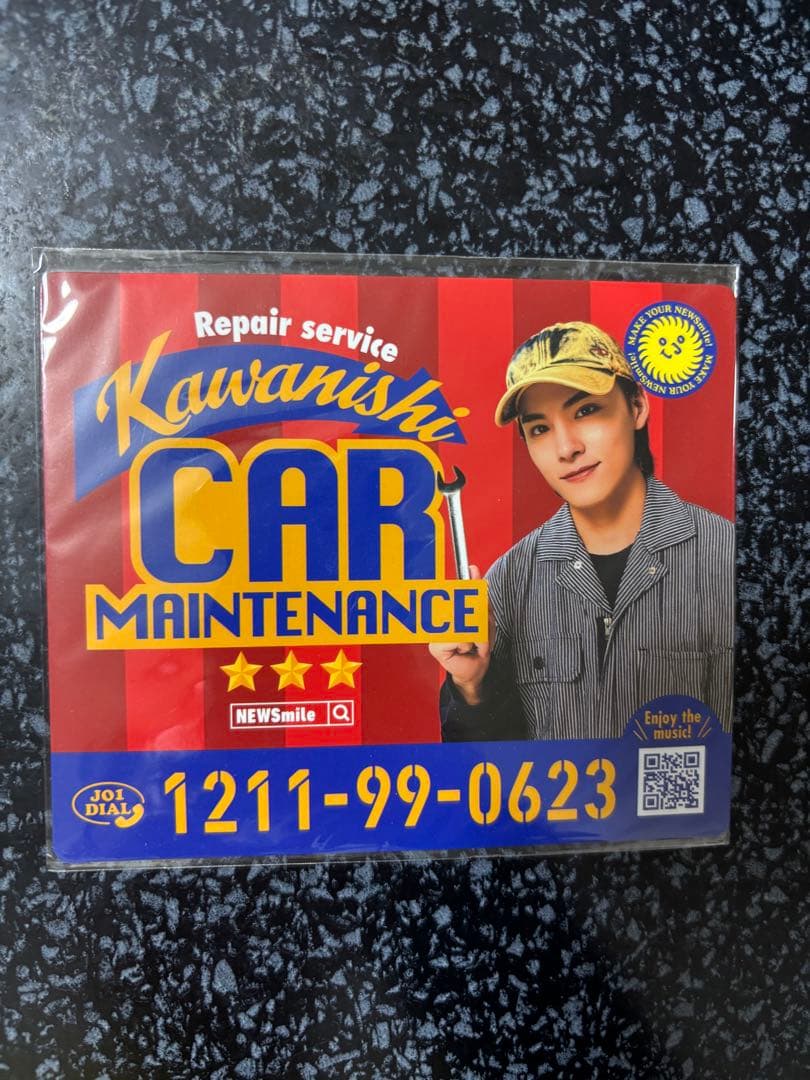 Repair service
Kawanishi
CAR
MAINTENANCE
NEWSmile
MAKE YOUR NEWSmile! MAKE YOUR NEWSmile!
Enjoy the
music!
JO1
DIAL
1211-99-0623